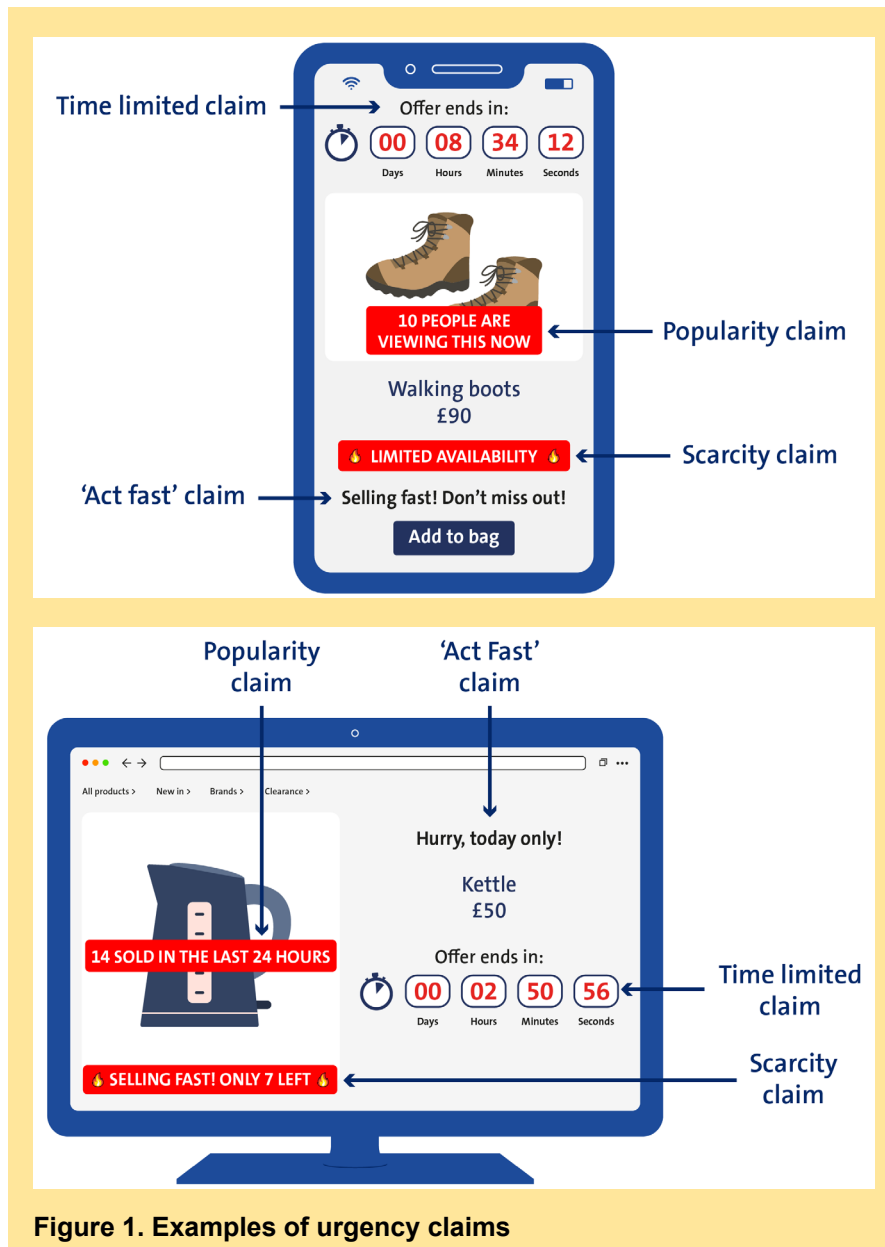 Time limited claim
Offer ends in:
00 08 34 12
Days Hours Minutes Seconds
10 PEOPLE ARE
VIEWING THIS NOW
Popularity claim
Walking boots
£90
LIMITED AVAILABILITY
Scarcity claim
‘Act fast’ claim
Selling fast! Don’t miss out!
Add to bag
Popularity
claim
‘Act Fast’
claim
All products > New in > Brands > Clearance >
Hurry, today only!
Kettle
£50
14 SOLD IN THE LAST 24 HOURS
Offer ends in:
00 02 50 56
Days Hours Minutes Seconds
Time limited
claim
SELLING FAST! ONLY 7 LEFT
Scarcity
claim
Figure 1. Examples of urgency claims